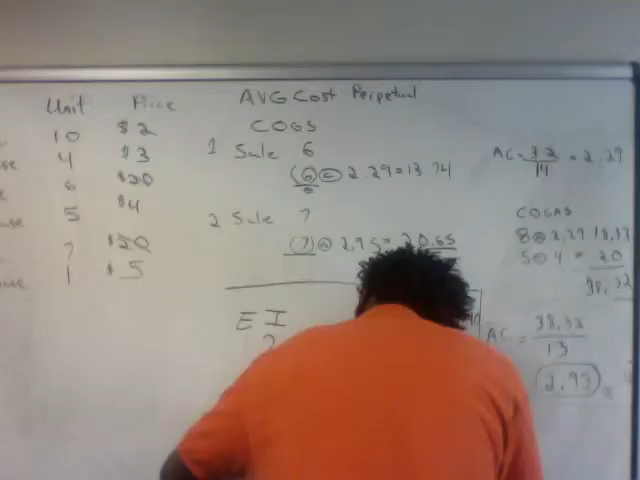 Unit Price
10 $2
4 $3
6 $20
5 $4
7 $20
1 $5
AVG Cost Perpetual
COGS
1 Sale 6
(6) @ 2.29 = 13.74
2 Sale 7
(7) @ 2.95 = 20.65
EI
AC = 32/14 = 2.29
COGAS
8 @ 2.29 18.32
5 @ 4 = 20
38.32
AC = 38.32/13
2.95